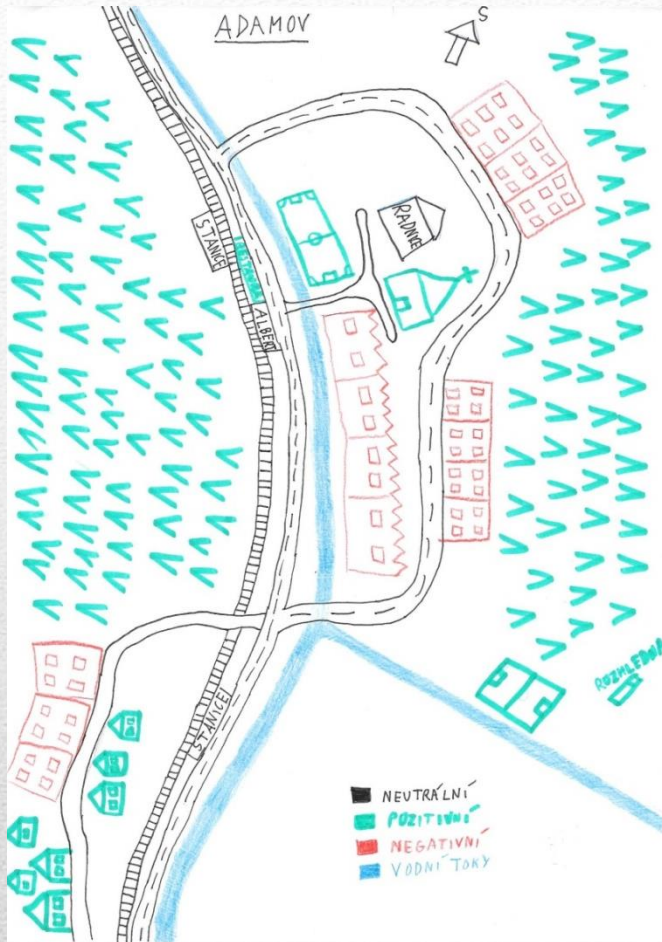 ADAMOV
S
RADNICE
STANICE
ALBERT
STANICE
ROZHLEDNA
NEUTRÁLNÍ
POZITIVNÍ
NEGATIVNÍ
VODNÍ TOKY